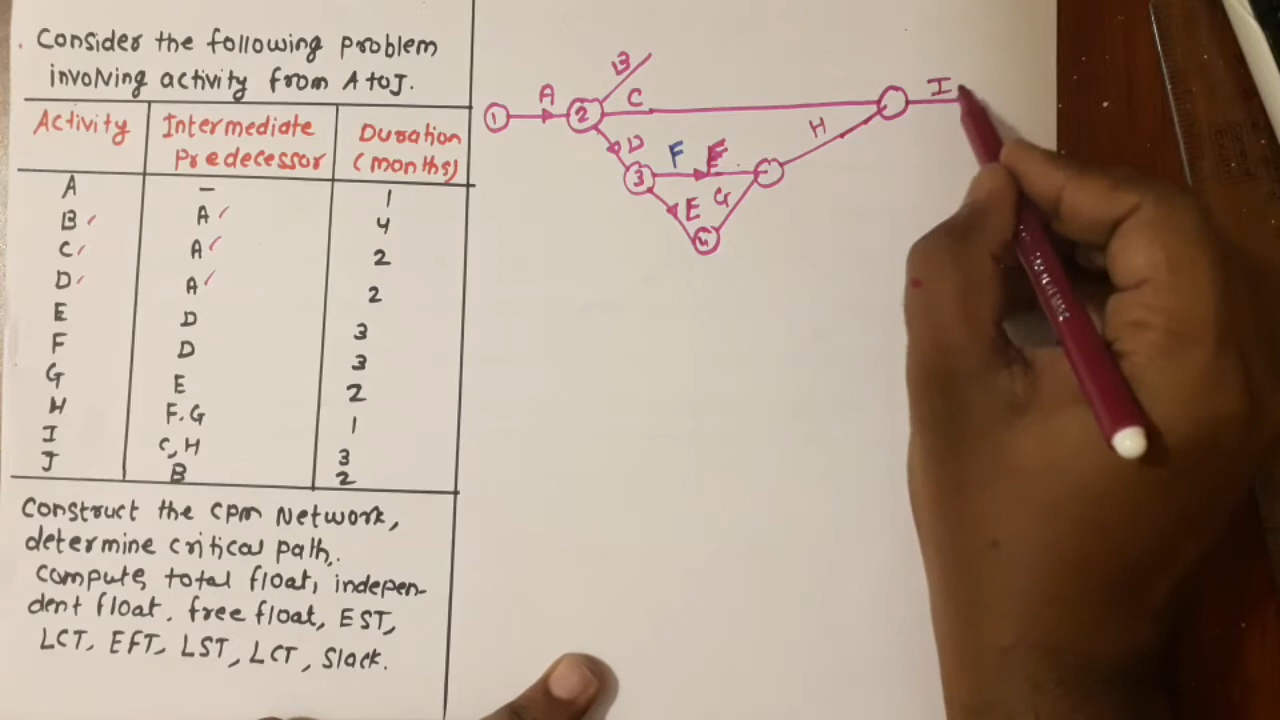 Consider the following problem
involving activity from A to J.
Activity Intermediate Predecessor Duration (months)
A – 1
B A 4
C A 2
D A 2
E D 3
F D 3
G E 2
H F.G 1
I C,H 3
J B 2
Construct the CPM Network,
determine critical path.
Compute total float, indepen-
dent float. free float, EST,
LCT, EFT, LST, LCT, Slack.
1 A 2 B C D
3 F E G H I
4